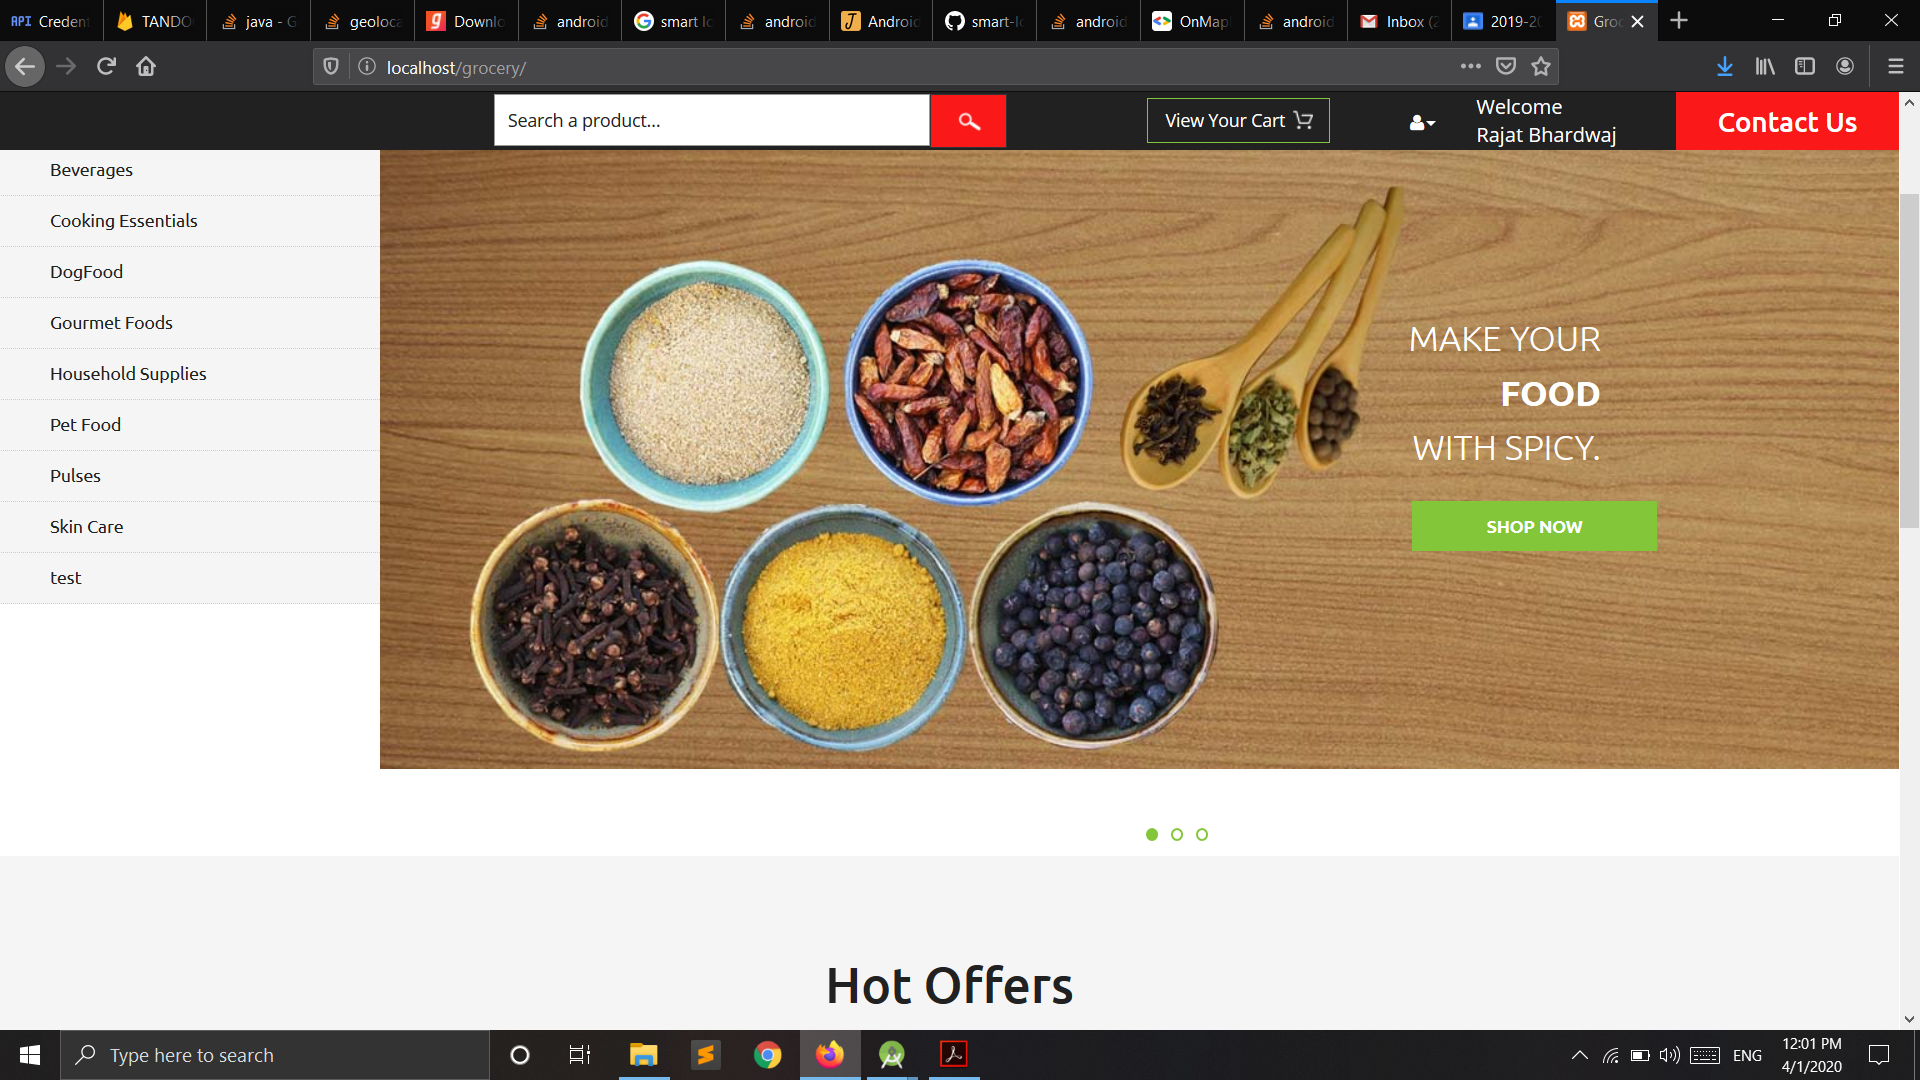 API Credent
TANDO
java - G
geoloca
Downlo
android
smart lo
android
Android
smart-lo
android
OnMap
android
Inbox (2
2019-20
Groc
localhost/grocery/
Search a product...
View Your Cart
Welcome
Rajat Bhardwaj
Contact Us
Beverages
Cooking Essentials
DogFood
Gourmet Foods
Household Supplies
Pet Food
Pulses
Skin Care
test
MAKE YOUR
FOOD
WITH SPICY.
SHOP NOW
Hot Offers
Type here to search
ENG
12:01 PM
4/1/2020